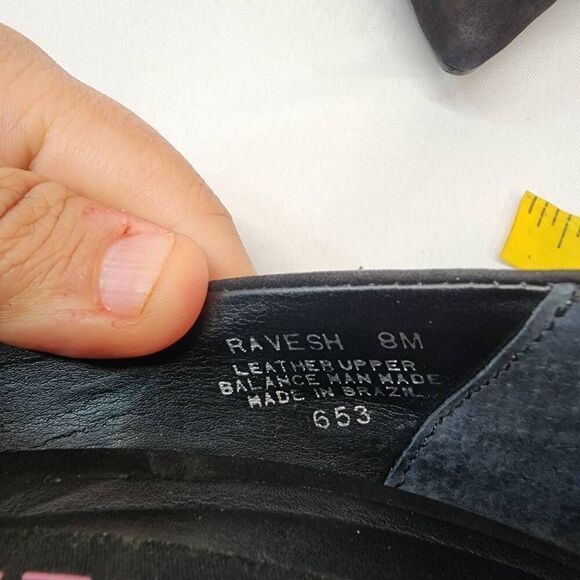 RAVESH 8M
LEATHER UPPER
BALANCE MAN MADE
MADE IN BRAZIL
653